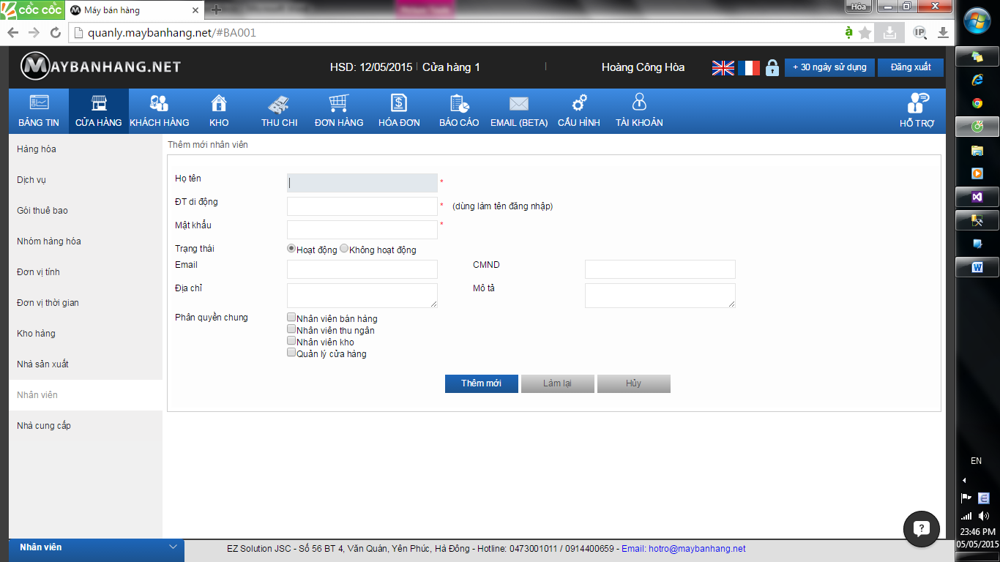 cốc cốc
Máy bán hàng
Hòa
quanly.maybanhang.net/#BA001
IP
MAYBANHANG.NET
HSD: 12/05/2015 | Cửa hàng 1 |
Hoàng Công Hòa
+ 30 ngày sử dụng
Đăng xuất
BẢNG TIN
CỬA HÀNG
KHÁCH HÀNG
KHO
THU CHI
ĐƠN HÀNG
HÓA ĐƠN
BÁO CÁO
EMAIL (BETA)
CẤU HÌNH
TÀI KHOẢN
HỖ TRỢ
Hàng hóa
Dịch vụ
Gói thuê bao
Nhóm hàng hóa
Đơn vị tính
Đơn vị thời gian
Kho hàng
Nhà sản xuất
Nhân viên
Nhà cung cấp
Thêm mới nhân viên
Họ tên *
ĐT di động * (dùng làm tên đăng nhập)
Mật khẩu *
Trạng thái Hoạt động Không hoạt động
Email CMND
Địa chỉ Mô tả
Phân quyền chung
Nhân viên bán hàng
Nhân viên thu ngân
Nhân viên kho
Quản lý cửa hàng
Thêm mới
Làm lại
Hủy
Nhân viên
EZ Solution JSC - Số 56 BT 4, Văn Quán, Yên Phúc, Hà Đông - Hotline: 0473001011 / 0914400659 - Email: hotro@maybanhang.net
EN
23:46 PM
05/05/2015